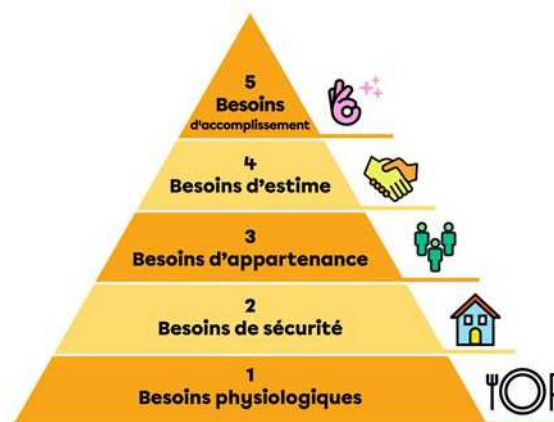 5
Besoins
d'accomplissement
4
Besoins d'estime
3
Besoins d'appartenance
2
Besoins de sécurité
1
Besoins physiologiques